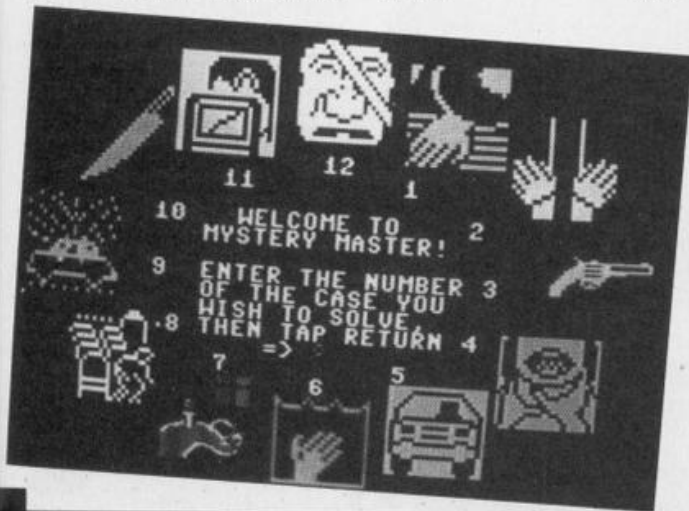 11
12
1
10
WELCOME TO
2
MYSTERY MASTER!
9
ENTER THE NUMBER
3
OF THE CASE YOU
WISH TO SOLVE,
8
THEN TAP RETURN
4
=>
7
6
5